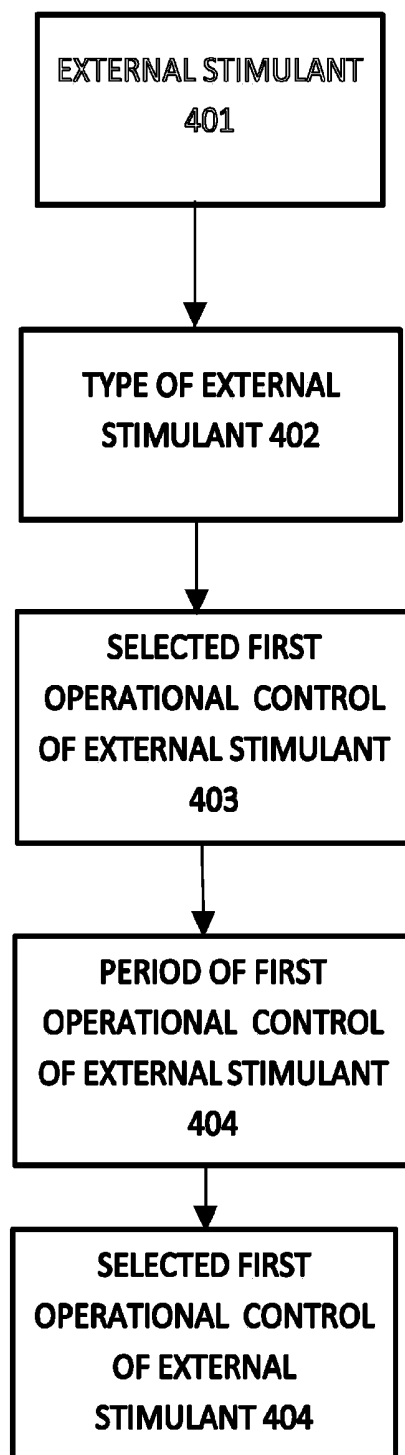 EXTERNAL STIMULANT
401
TYPE OF EXTERNAL
STIMULANT 402
SELECTED FIRST
OPERATIONAL CONTROL
OF EXTERNAL STIMULANT
403
PERIOD OF FIRST
OPERATIONAL CONTROL
OF EXTERNAL STIMULANT
404
SELECTED FIRST
OPERATIONAL CONTROL
OF EXTERNAL
STIMULANT 404